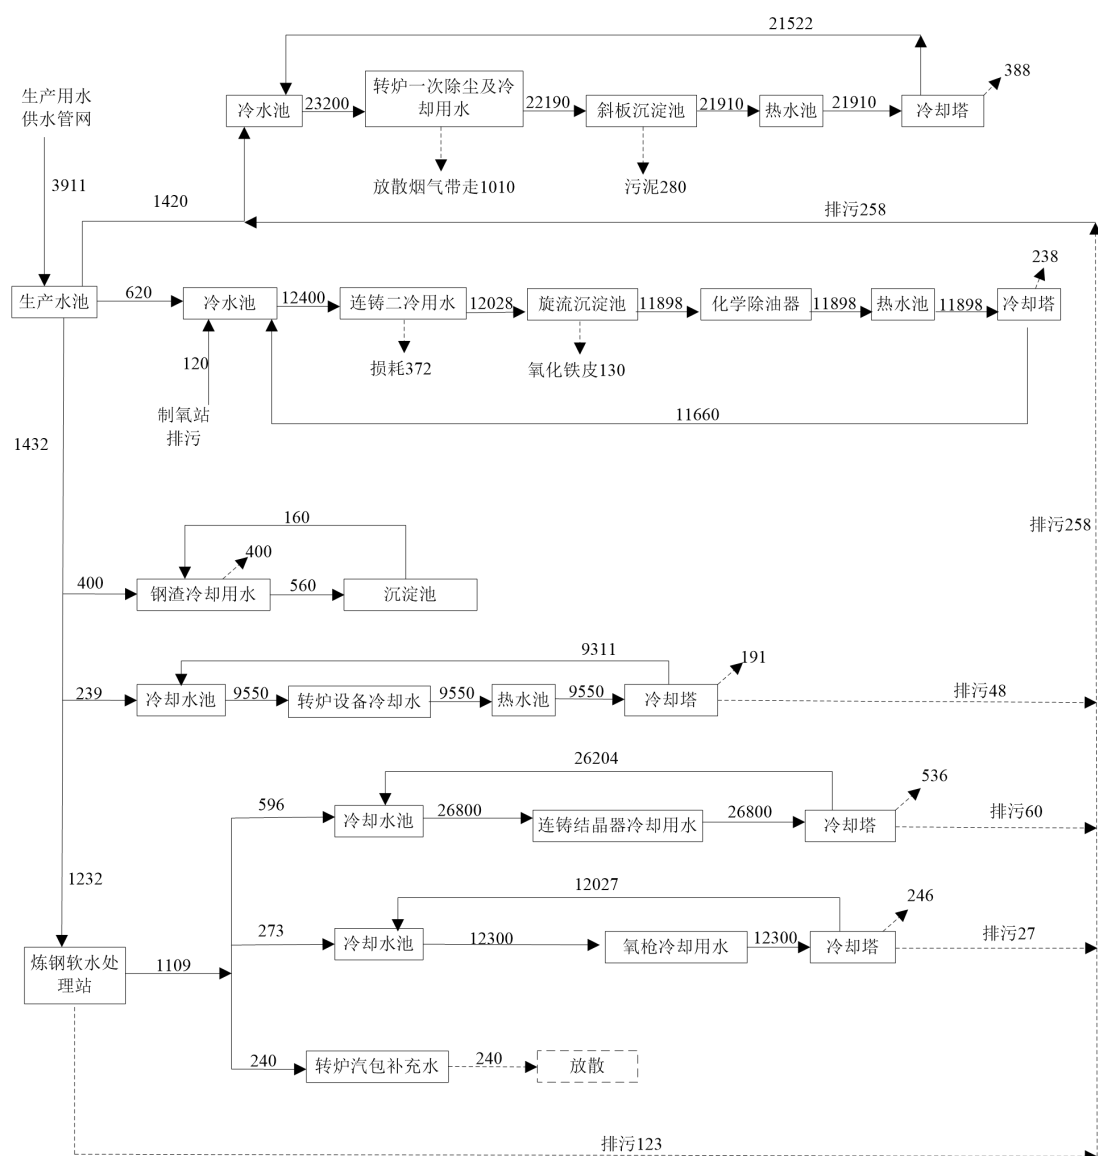 21522
388
生产用水
供水管网
冷水池
23200
转炉一次除尘及冷
却用水
22190
斜板沉淀池
21910
热水池
21910
冷却塔
3911
放散烟气带走1010
污泥280
1420
排污258
238
生产水池
620
冷水池
12400
连铸二冷用水
12028
旋流沉淀池
11898
化学除油器
11898
热水池
11898
冷却塔
120
损耗372
氧化铁皮130
制氧站
排污
11660
1432
160
排污258
400
400
钢渣冷却用水
560
沉淀池
9311
191
239
冷却水池
9550
转炉设备冷却水
9550
热水池
9550
冷却塔
排污48
26204
536
596
冷却水池
26800
连铸结晶器冷却用水
26800
冷却塔
排污60
1232
12027
246
273
冷却水池
12300
氧枪冷却用水
12300
冷却塔
排污27
炼钢软水处
理站
1109
240
转炉汽包补充水
240
放散
排污123